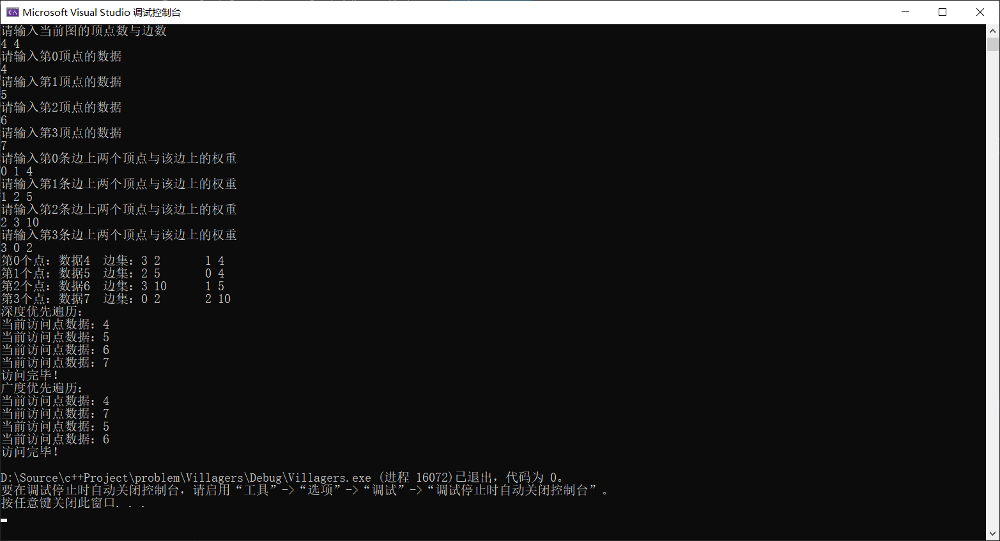 Microsoft Visual Studio 调试控制台
请输入当前图的顶点数与边数
4 4
请输入第0顶点的数据
4
请输入第1顶点的数据
5
请输入第2顶点的数据
6
请输入第3顶点的数据
7
请输入第0条边上两个顶点与该边上的权重
0 1 4
请输入第1条边上两个顶点与该边上的权重
1 2 5
请输入第2条边上两个顶点与该边上的权重
2 3 10
请输入第3条边上两个顶点与该边上的权重
3 0 2
第0个点：数据4  边集：3 2       1 4
第1个点：数据5  边集：2 5       0 4
第2个点：数据6  边集：3 10      1 5
第3个点：数据7  边集：0 2       2 10
深度优先遍历：
当前访问点数据：4
当前访问点数据：5
当前访问点数据：6
当前访问点数据：7
访问完毕！
广度优先遍历：
当前访问点数据：4
当前访问点数据：7
当前访问点数据：5
当前访问点数据：6
访问完毕！
D:\Source\c++Project\problem\Villagers\Debug\Villagers.exe (进程 16072)已退出，代码为 0。
要在调试停止时自动关闭控制台，请启用“工具”->“选项”->“调试”->“调试停止时自动关闭控制台”。
按任意键关闭此窗口. . .